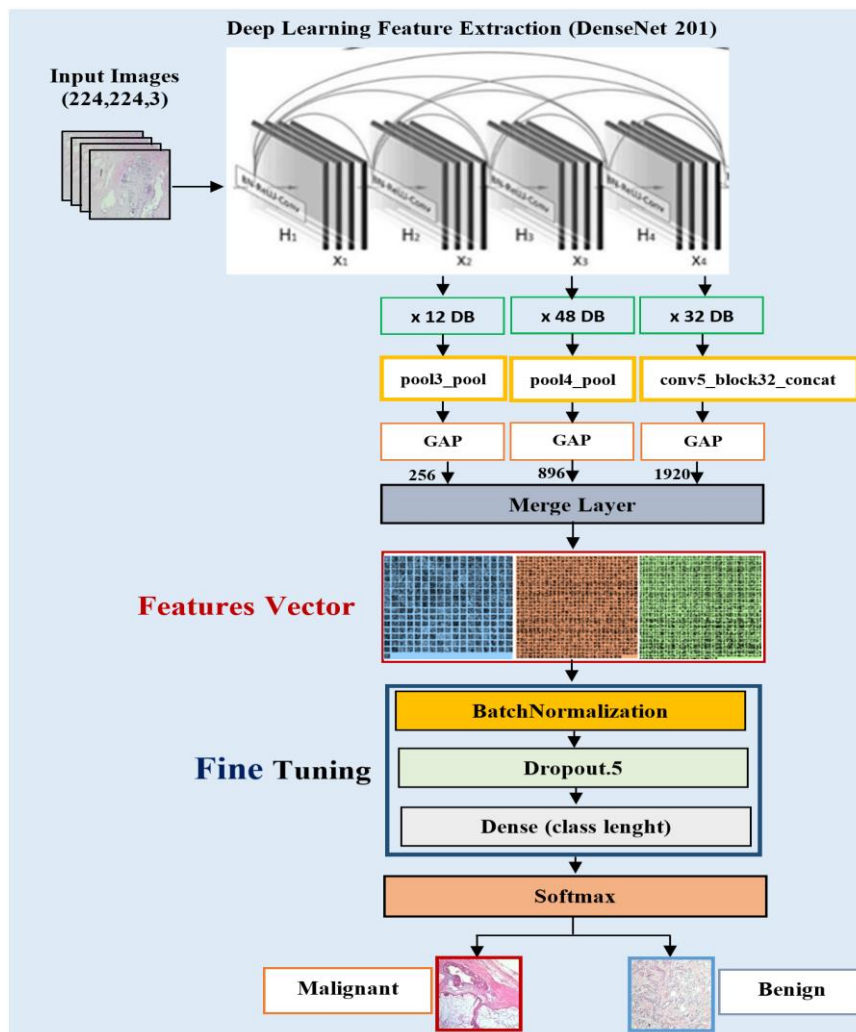 Deep Learning Feature Extraction (DenseNet 201)
Input Images
(224,224,3)
BN-ReLU-Conv
BN-ReLU-Conv
BN-ReLU-Conv
BN-ReLU-Conv
H1
H2
H3
H4
X1
X2
X3
X4
x 12 DB
x 48 DB
x 32 DB
pool3_pool
pool4_pool
conv5_block32_concat
GAP
GAP
GAP
256
896
1920
Merge Layer
Features Vector
BatchNormalization
Fine Tuning
Dropout.5
Dense (class lenght)
Softmax
Malignant
Benign